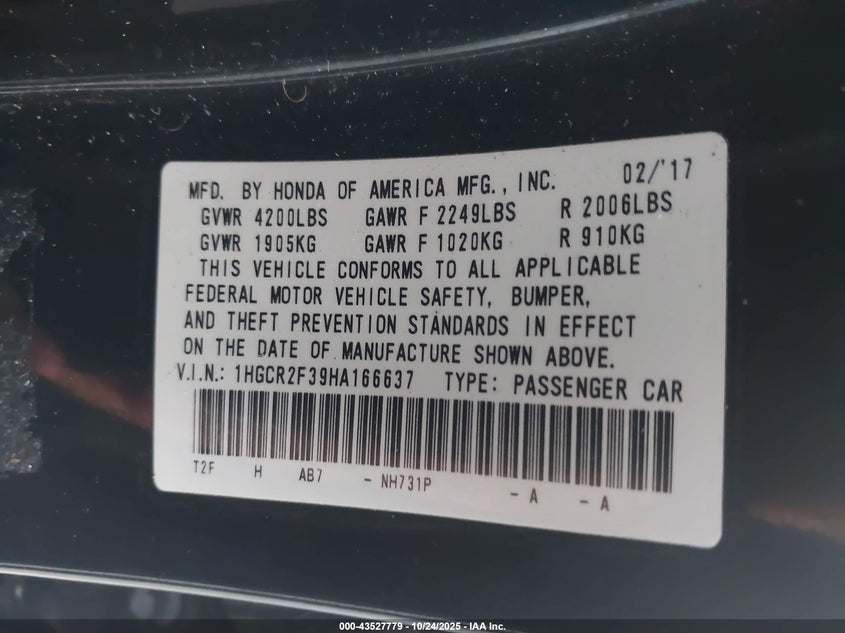 MFD. BY HONDA OF AMERICA MFG., INC. 02/'17
GVWR 4200LBS GAWR F 2249LBS R 2006LBS
GVWR 1905KG GAWR F 1020KG R 910KG
THIS VEHICLE CONFORMS TO ALL APPLICABLE
FEDERAL MOTOR VEHICLE SAFETY, BUMPER,
AND THEFT PREVENTION STANDARDS IN EFFECT
ON THE DATE OF MANUFACTURE SHOWN ABOVE.
V.I.N.: 1HGCR2F39HA166637 TYPE: PASSENGER CAR
T2F H AB7 - NH731P - A - A
000-43527779 - 10/24/2025 - IAA Inc.